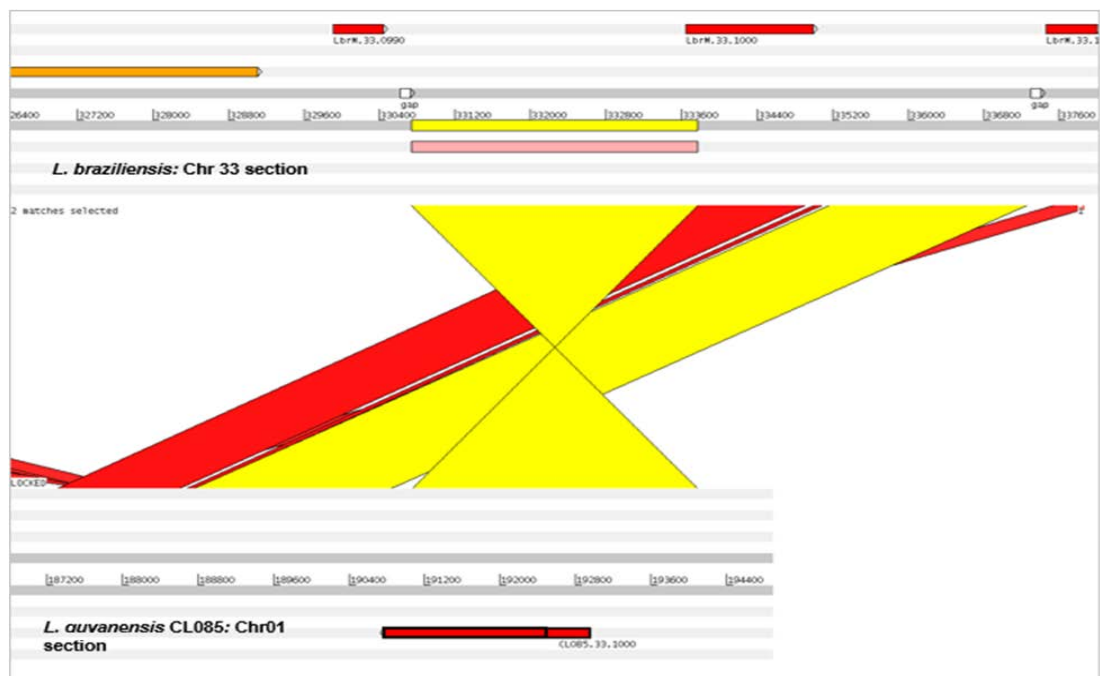 LbrM.33.0990 LbrM.33.1000 LbrM.33.1
gap gap
26400 327200 328000 328800 329600 330400 331200 332000 332800 333600 334400 335200 336000 336800 337600
L. braziliensis: Chr 33 section
2 matches selected
LOCKED
187200 188000 188800 189600 190400 191200 192000 192800 193600 194400
L. guyanensis CL085: Chr01
section
CL085.33.1000